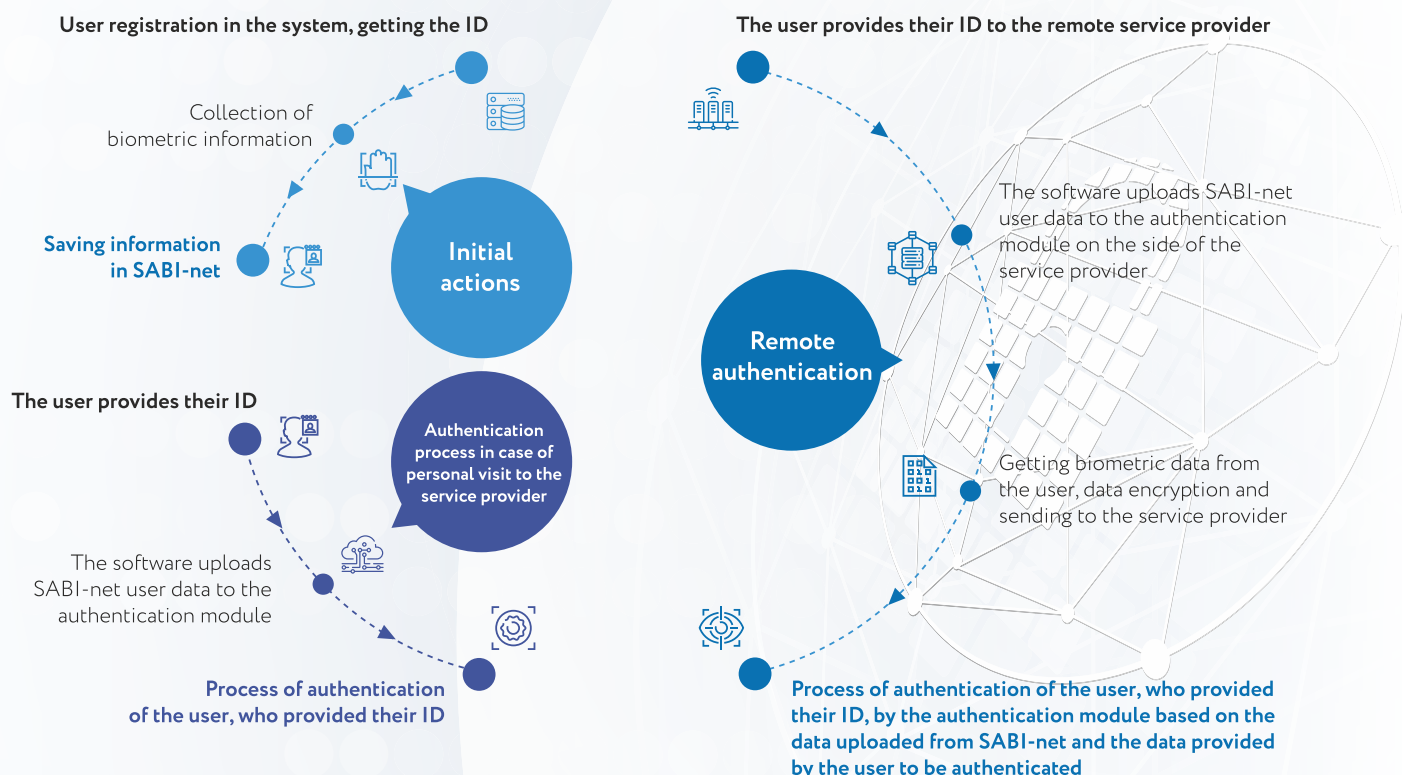 User registration in the system, getting the ID
Collection of
biometric information
Saving information
in SABI-net
Initial
actions
The user provides their ID
Authentication
process in case of
personal visit to the
service provider
The software uploads
SABI-net user data to the
authentication module
Process of authentication
of the user, who provided their ID
The user provides their ID to the remote service provider
The software uploads SABI-net
user data to the authentication
module on the side of the
service provider
Remote
authentication
Getting biometric data from
the user, data encryption and
sending to the service provider
Process of authentication of the user, who provided
their ID, by the authentication module based on the
data uploaded from SABI-net and the data provided
by the user to be authenticated